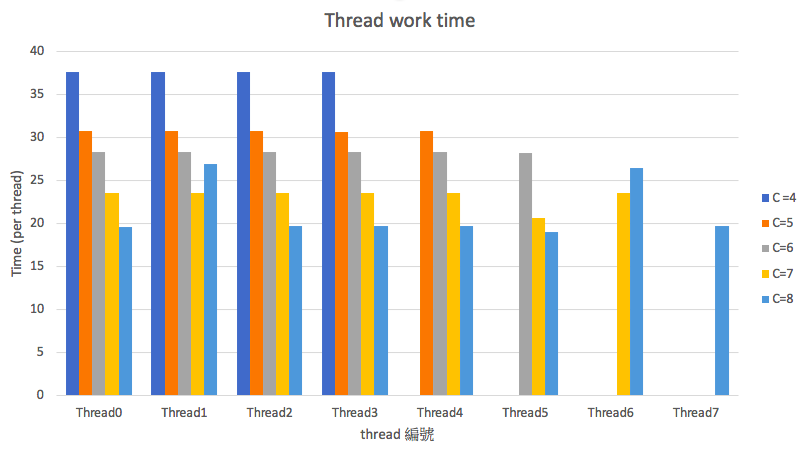 Thread work time
40
35
30
25
20
15
10
5
0
Time (per thread)
Thread0 Thread1 Thread2 Thread3 Thread4 Thread5 Thread6 Thread7
thread 編號
C =4
C=5
C=6
C=7
C=8